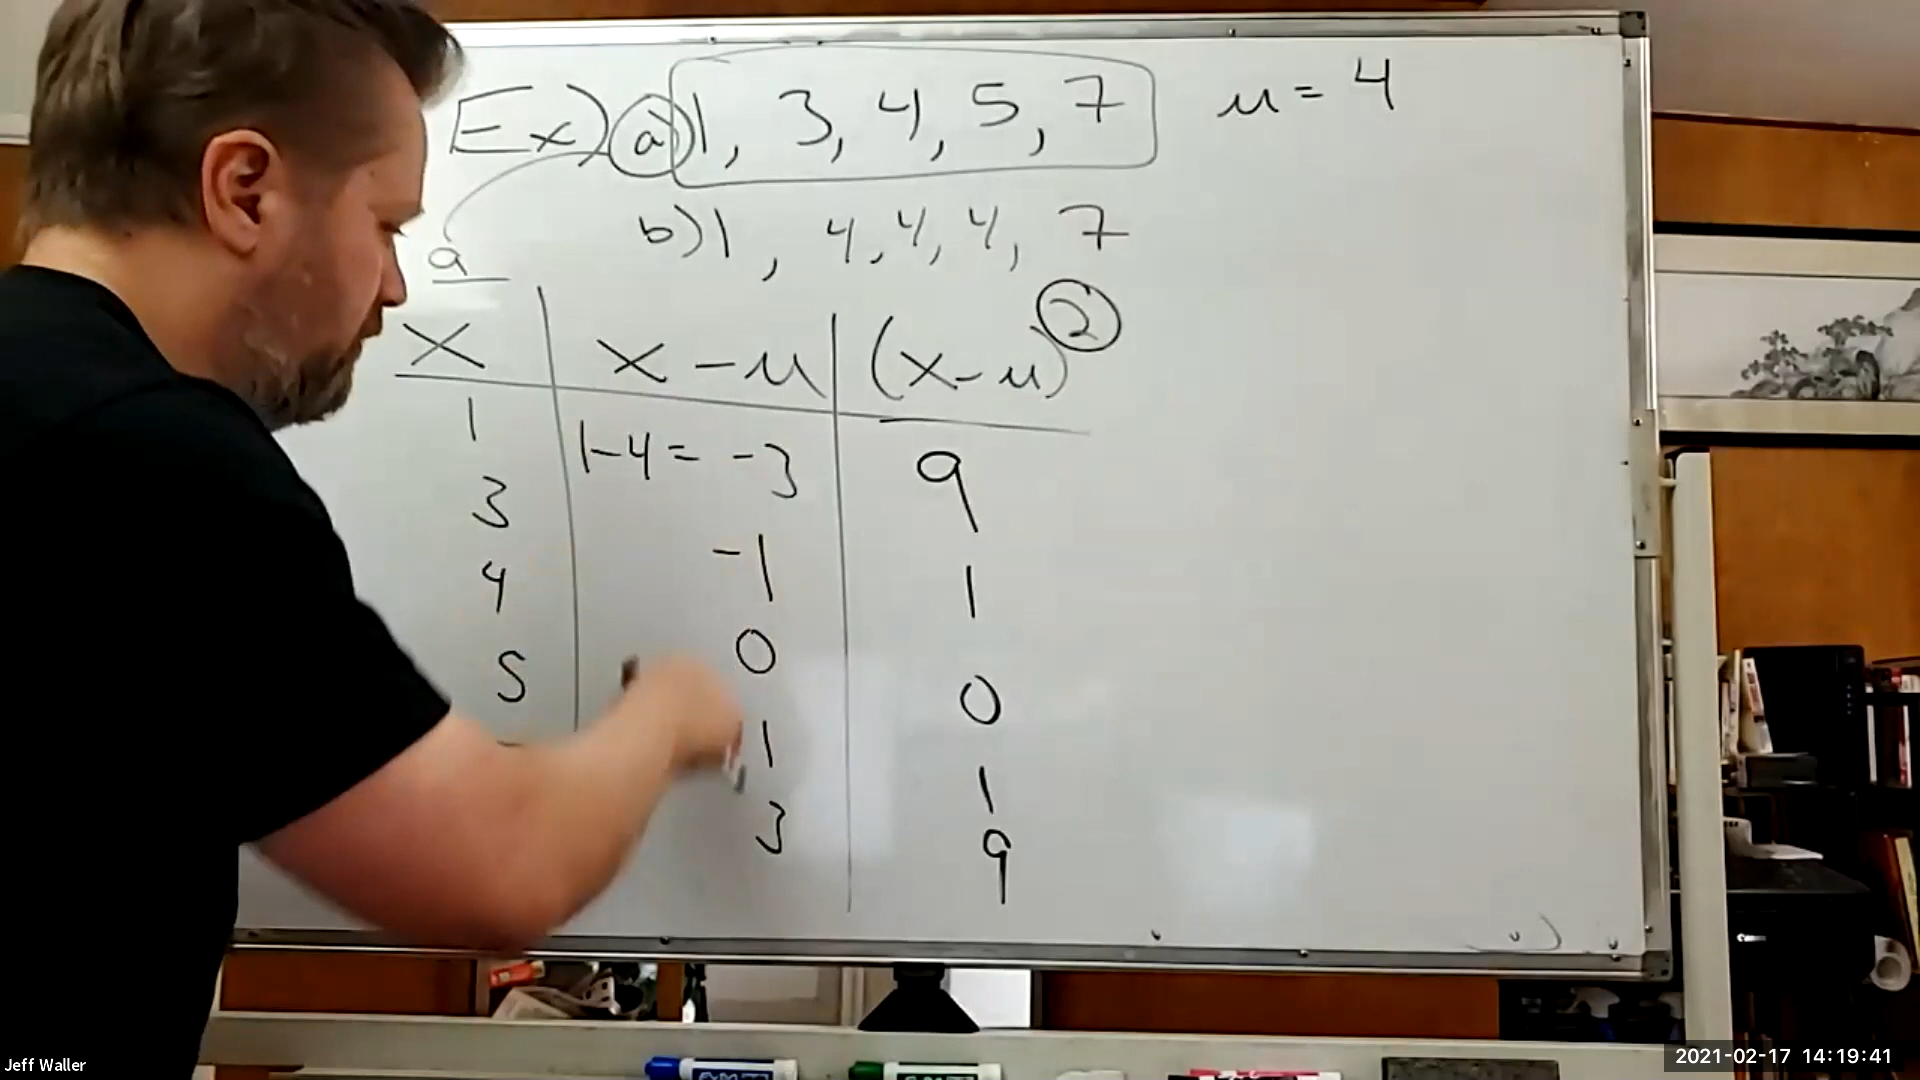 Ex) a) 1, 3, 4, 5, 7 μ = 4
b) 1, 4, 4, 4, 7
a
x x - μ (x - μ)²
1 1-4 = -3 9
3 -1 1
4 0 0
5 1 1
3 9
Jeff Waller
2021-02-17 14:19:41